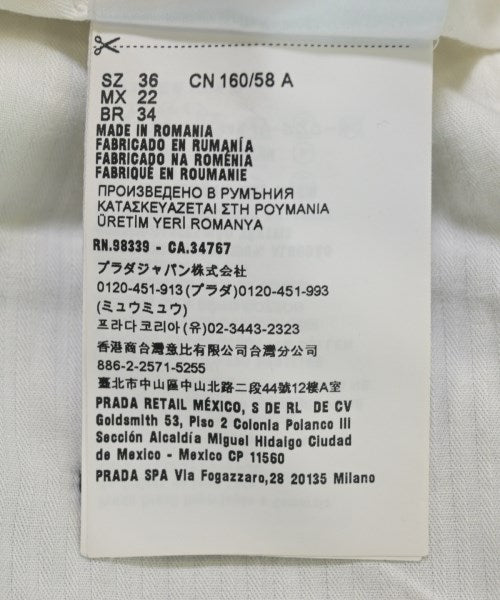 SZ 36 CN 160/58 A
MX 22
BR 34
MADE IN ROMANIA
FABRICADO EN RUMANÍA
FABRICADO NA ROMÉNIA
FABRIQUÉ EN ROUMANIE
ПРОИЗВЕДЕНО В РУМЪНИЯ
ΚΑΤΑΣΚΕΥΑΖΕΤΑΙ ΣΤΗ ΡΟΥΜΑΝΙΑ
ÜRETİM YERİ ROMANYA
RN.98339 - CA.34767
プラダジャパン株式会社
0120-451-913 (プラダ)0120-451-993
(ミュウミュウ)
프라다코리아(유)02-3443-2323
香港商台灣意比有限公司台灣分公司
886-2-2571-5255
臺北市中山區中山北路二段44號12樓A室
PRADA RETAIL MÉXICO, S DE RL DE CV
Goldsmith 53, Piso 2 Colonia Polanco III
Sección Alcaldía Miguel Hidalgo Ciudad
de Mexico - Mexico CP 11560
PRADA SPA Via Fogazzaro,28 20135 Milano